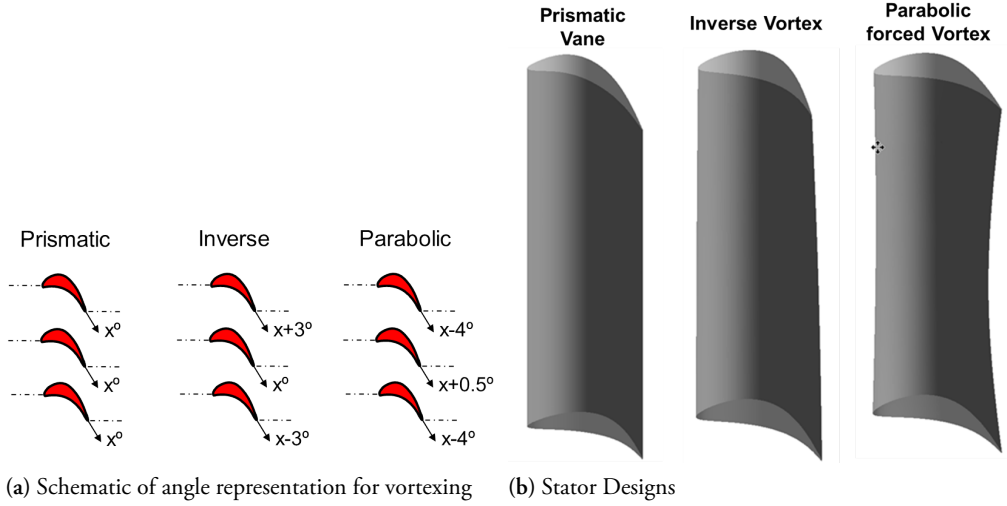 Prismatic
Vane
Inverse Vortex
Parabolic
forced Vortex
Prismatic
Inverse
Parabolic
xº
x+3º
x-4º
xº
xº
x+0.5º
xº
x-3º
x-4º
(a) Schematic of angle representation for vortexing
(b) Stator Designs